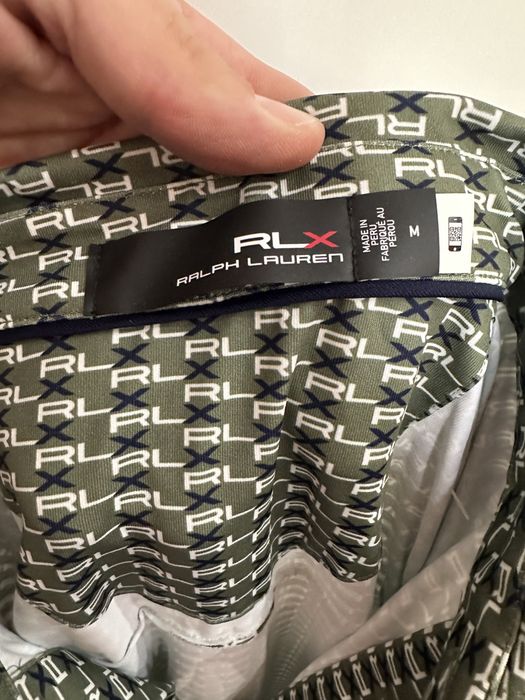 RLX
RALPH LAUREN
MADE IN
PERU
FABRIQUÉ AU
PÉROU
M